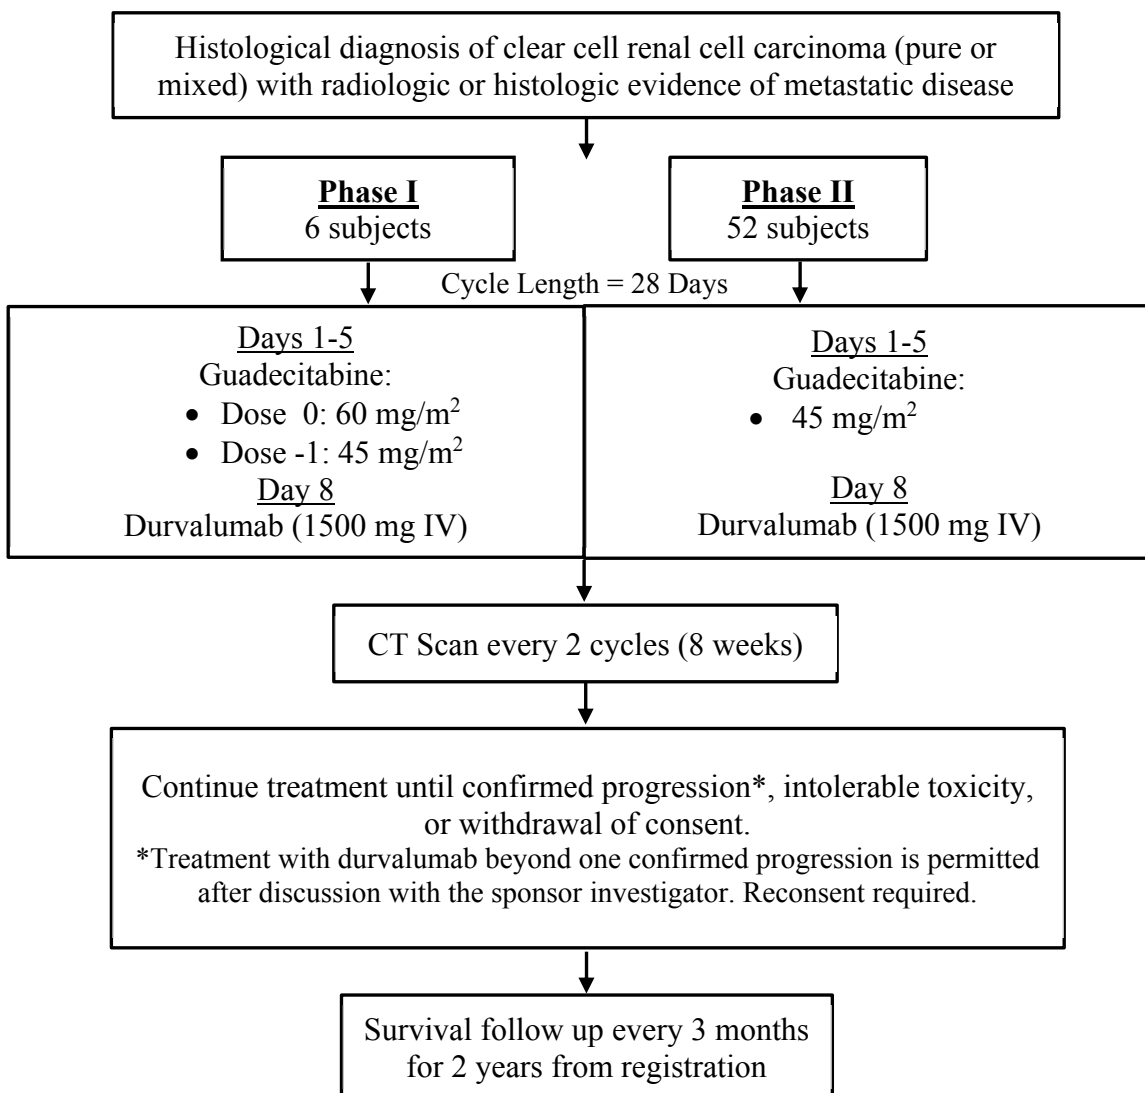 Histological diagnosis of clear cell renal cell carcinoma (pure or
mixed) with radiologic or histologic evidence of metastatic disease
Phase I
6 subjects
Phase II
52 subjects
Cycle Length = 28 Days
Days 1-5
Guadecitabine:
• Dose 0: 60 mg/m²
• Dose -1: 45 mg/m²
Day 8
Durvalumab (1500 mg IV)
Days 1-5
Guadecitabine:
• 45 mg/m²
Day 8
Durvalumab (1500 mg IV)
CT Scan every 2 cycles (8 weeks)
Continue treatment until confirmed progression*, intolerable toxicity,
or withdrawal of consent.
*Treatment with durvalumab beyond one confirmed progression is permitted
after discussion with the sponsor investigator. Reconsent required.
Survival follow up every 3 months
for 2 years from registration